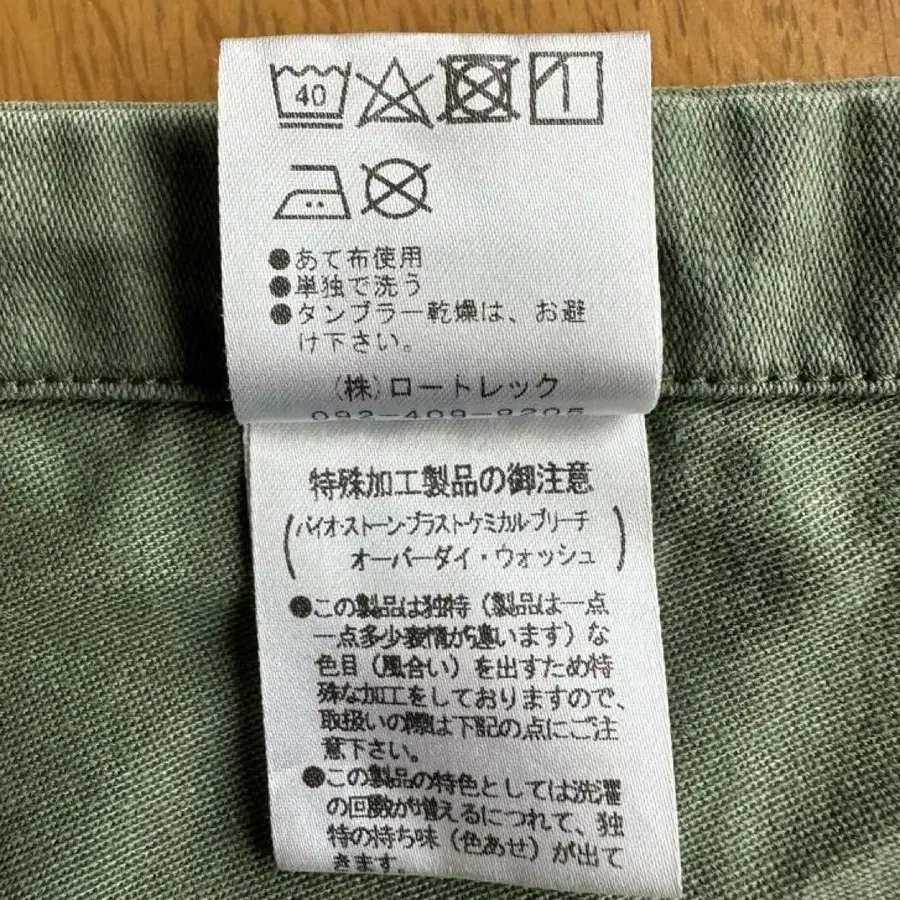 40
●あて布使用
●単独で洗う
●タンブラー乾燥は、お避
け下さい。
(株)ロートレック
092-409-8205
特殊加工製品の御注意
(バイオ・ストーン・ブラスト・ケミカルブリーチ
オーバーダイ・ウォッシュ)
●この製品は独特(製品は一点
一点多少表情が違います)な
色目(風合い)を出すため特
殊な加工をしておりますので、
取扱いの際は下記の点にご注
意下さい。
●この製品の特色としては洗濯
の回数が増えるにつれて、独
特の持ち味(色あせ)が出て
きます。